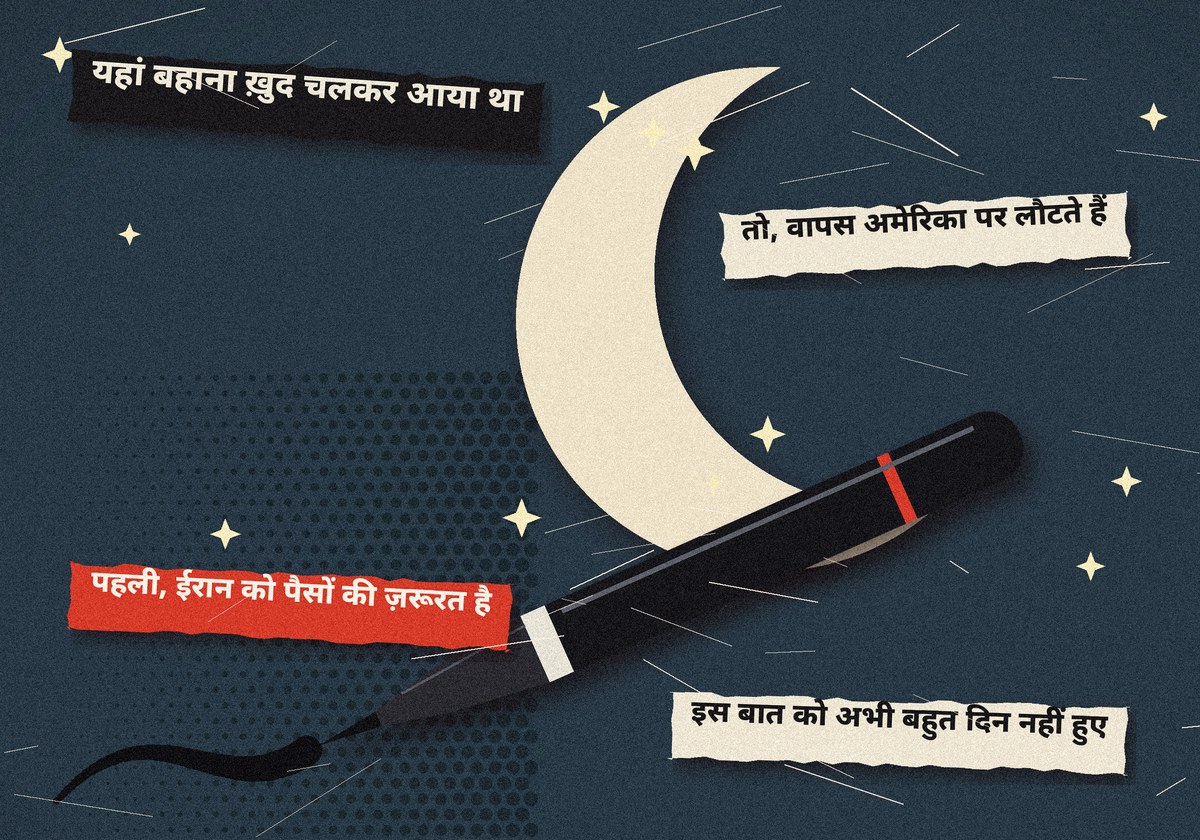 यहां बहाना ख़ुद चलकर आया था
तो, वापस अमेरिका पर लौटते हैं
पहली, ईरान को पैसों की ज़रूरत है
इस बात को अभी बहुत दिन नहीं हुए